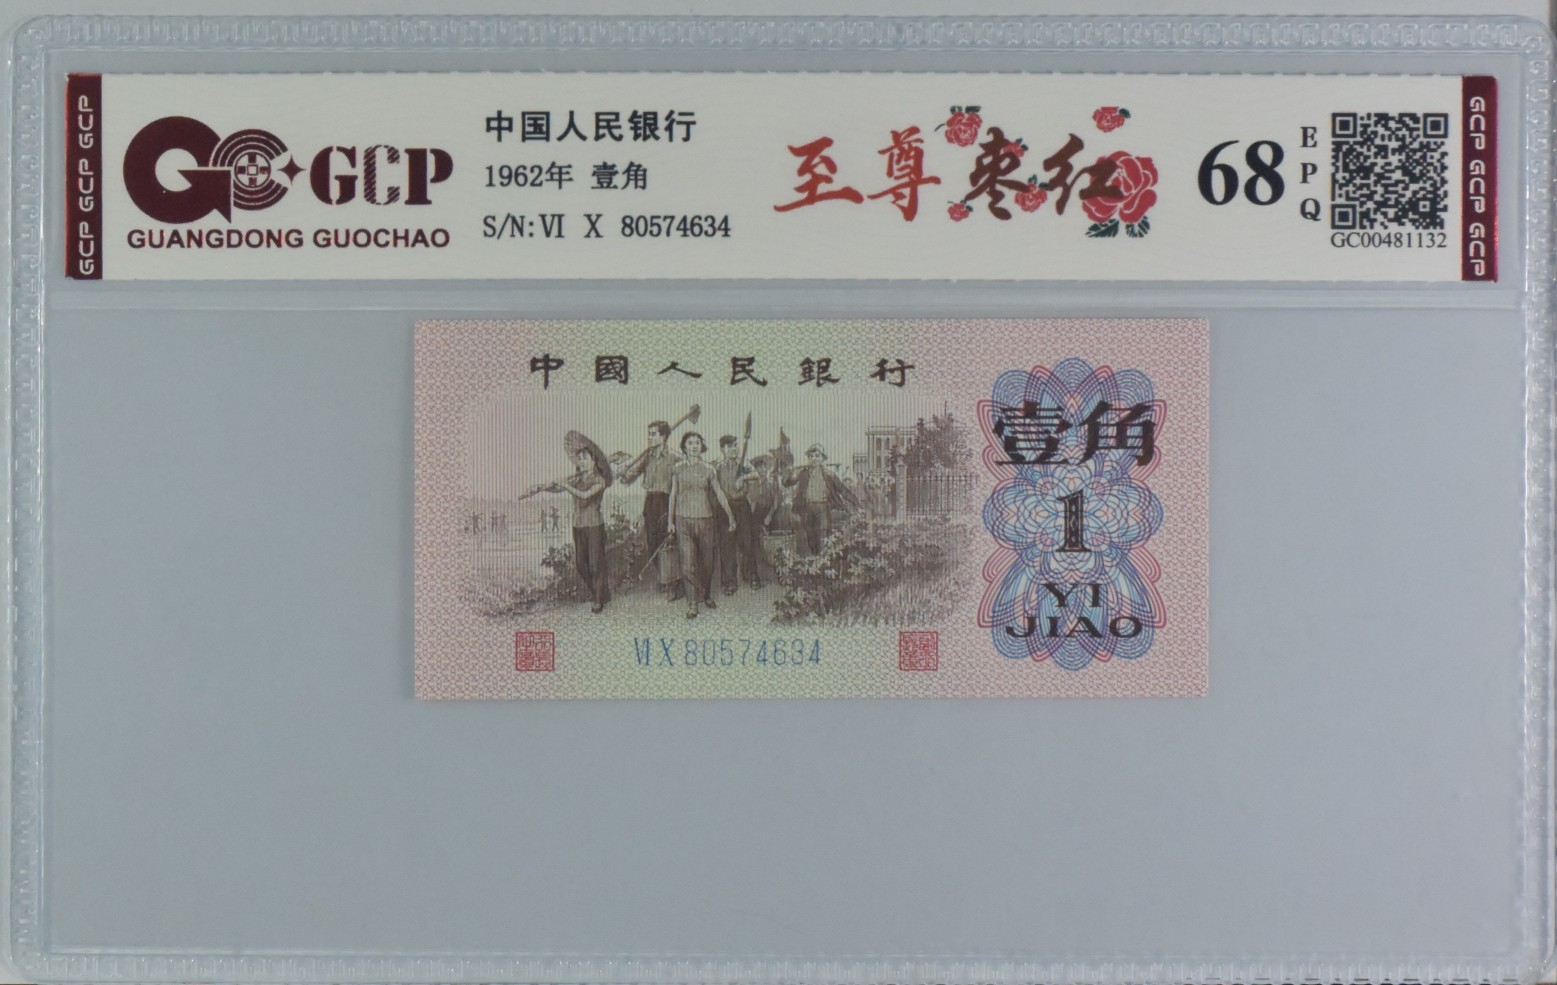 GCP GCP GCP
GCP
GUANGDONG GUOCHAO
中国人民银行
1962年 壹角
S/N: VI X 80574634
至尊枣红
68
EPQ
GC00481132
GCP GCP GCP
中國人民銀行
壹角
1
YI
JIAO
VI X 80574634